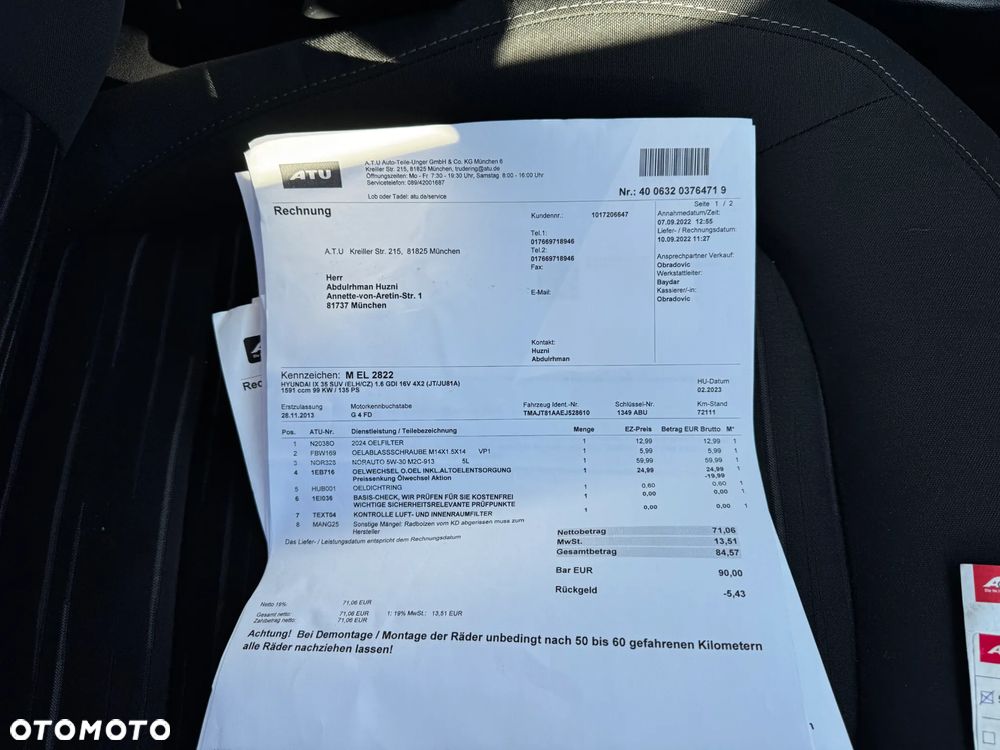 ATU
A.T.U Auto-Teile-Unger GmbH & Co. KG München 6
Kreiller Str. 215, 81825 München, trudering@atu.de
Öffnungszeiten: Mo - Fr 7:30 - 19:30 Uhr, Samstag 8:00 - 16:00 Uhr
Servicetelefon: 089/42001687
Lob oder Tadel: atu.de/service
Nr.: 40 0632 0376471 9
Seite 1 / 2
Rechnung
Kundennr.: 1017206647
Annahmedatum/Zeit:
07.09.2022 12:55
Liefer- / Rechnungsdatum:
10.09.2022 11:27
Tel.1:
017669718946
Tel.2:
017669718946
Fax:
E-Mail:
Ansprechpartner Verkauf:
Obradovic
Werkstattleiter:
Baydar
Kassierer/-in:
Obradovic
A.T.U Kreiller Str. 215, 81825 München
Herr
Abdulrhman Huzni
Annette-von-Aretin-Str. 1
81737 München
Kontakt:
Huzni
Abdulrhman
Kennzeichen: M EL 2822
HYUNDAI IX 35 SUV (ELH/CZ) 1.6 GDI 16V 4X2 (JT/JU81A)
1591 ccm 99 KW / 135 PS
HU-Datum
02.2023
Erstzulassung Motorkennbuchstabe Fahrzeug Ident.-Nr. Schlüssel-Nr. Km-Stand
28.11.2013 G 4 FD TMAJT81AAEJ528610 1349 ABU 72111
Pos. ATU-Nr. Dienstleistung / Teilebezeichnung Menge EZ-Preis Betrag EUR Brutto M*
1 N2038O 2024 OELFILTER 1 12,99 12,99 1
2 FBW169 OELABLASSSCHRAUBE M14X1.5X14 VP1 1 5,99 5,99 1
3 NOR328 NORAUTO 5W-30 M2C-913 5L 1 59,99 59,99 1
4 1EB716 OELWECHSEL O.OEL INKL.ALTOELENTSORGUNG 1 24,99 24,99 1
Preissenkung Ölwechsel Aktion -19,99
5 HUB001 OELDICHTRING 1 0,60 0,60 1
6 1EI036 BASIS-CHECK, WIR PRÜFEN FÜR SIE KOSTENFREI 1 0,00 0,00 1
WICHTIGE SICHERHEITSRELEVANTE PRÜFPUNKTE
7 TEXT64 KONTROLLE LUFT- UND INNENRAUMFILTER 1 0,00 0,00 1
8 MANG25 Sonstige Mängel: Radbolzen vom KD abgerissen muss zum
Hersteller
Das Liefer- / Leistungsdatum entspricht dem Rechnungsdatum
Nettobetrag 71,06
MwSt. 13,51
Gesamtbetrag 84,57
Bar EUR 90,00
Rückgeld -5,43
Netto 19%: 71,06 EUR
Gesamt netto: 71,06 EUR 1: 19% MwSt.: 13,51 EUR
Zahlbetrag netto: 71,06 EUR
Achtung! Bei Demontage / Montage der Räder unbedingt nach 50 bis 60 gefahrenen Kilometern
alle Räder nachziehen lassen!
OTOMOTO